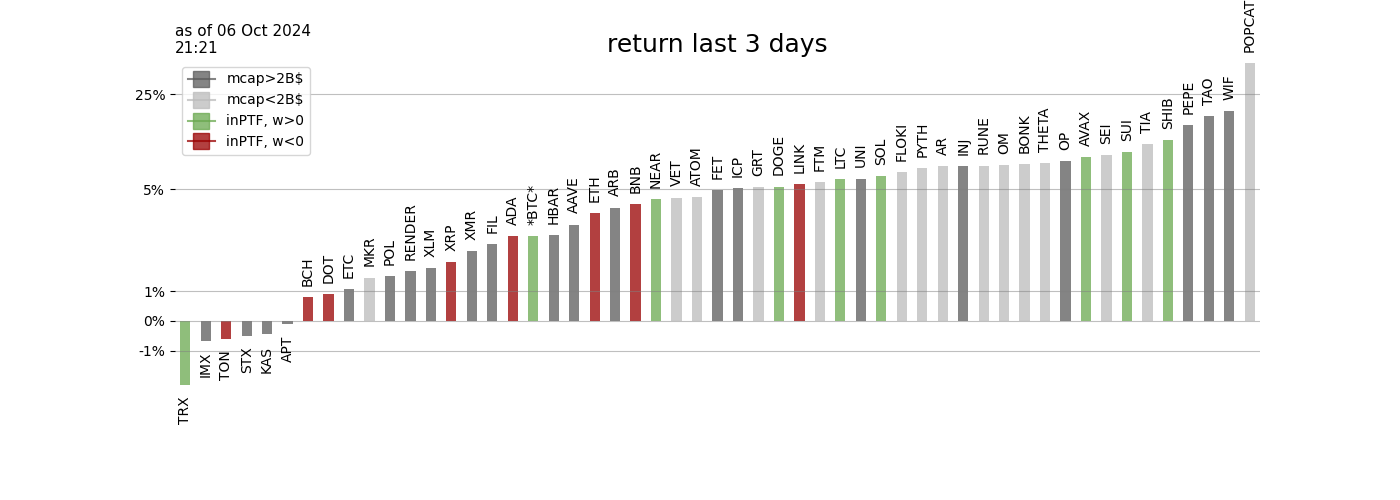 as of 06 Oct 2024
21:21
return last 3 days
mcap>2B$
mcap<2B$
inPTF, w>0
inPTF, w<0
25%
5%
1%
0%
-1%
TRX
IMX
TON
STX
KAS
APT
BCH
DOT
ETC
MKR
POL
RENDER
XLM
XRP
XMR
FIL
ADA
*BTC*
HBAR
AAVE
ETH
ARB
BNB
NEAR
VET
ATOM
FET
ICP
GRT
DOGE
LINK
FTM
LTC
UNI
SOL
FLOKI
PYTH
AR
INJ
RUNE
OM
BONK
THETA
OP
AVAX
SEI
SUI
TIA
SHIB
PEPE
TAO
WIF
POPCAT